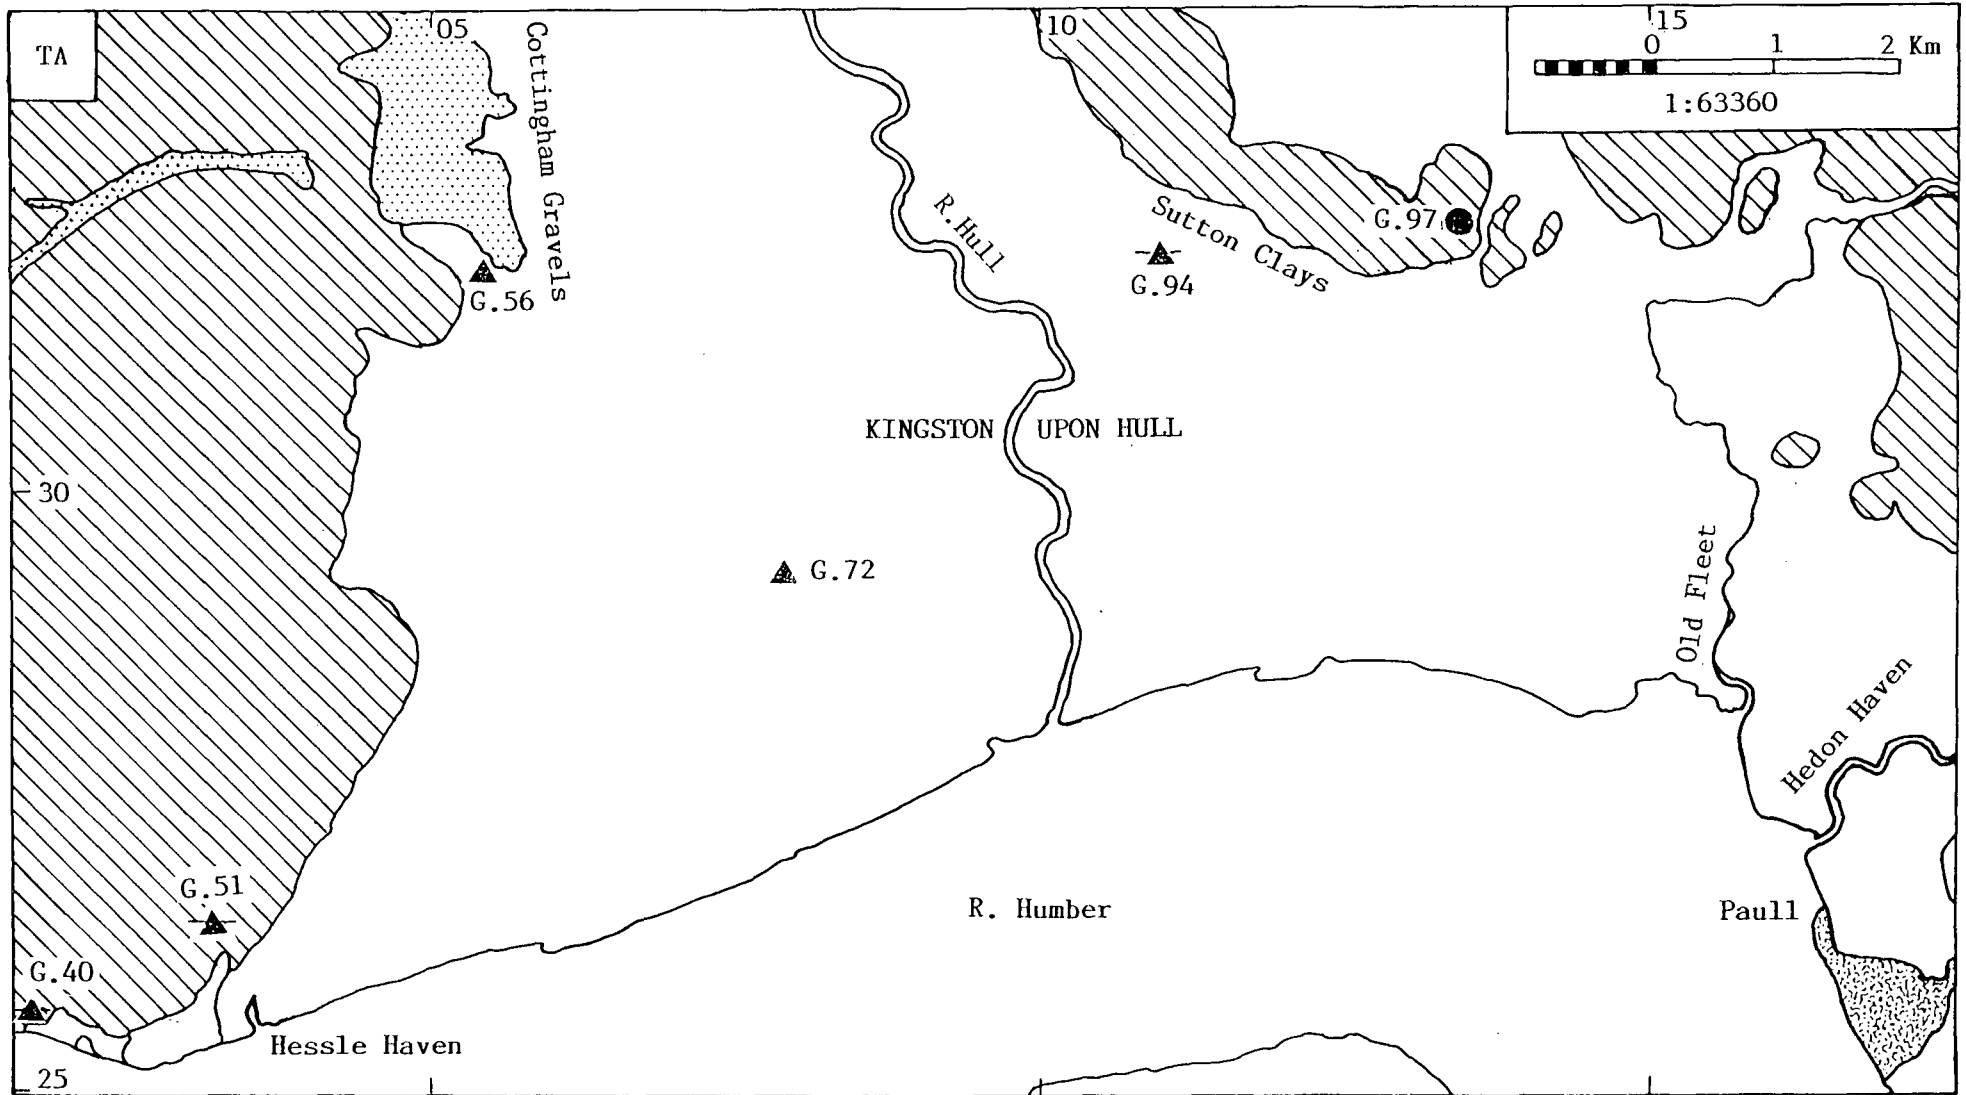 TA
05
10
15
0 1 2 Km
1:63360
Cottingham Gravels
R.Hull
Sutton Clays
G.97
G.94
G.56
KINGSTON UPON HULL
30
G.72
Old Fleet
Hedon Haven
G.51
R. Humber
Paull
G.40
Hessle Haven
25